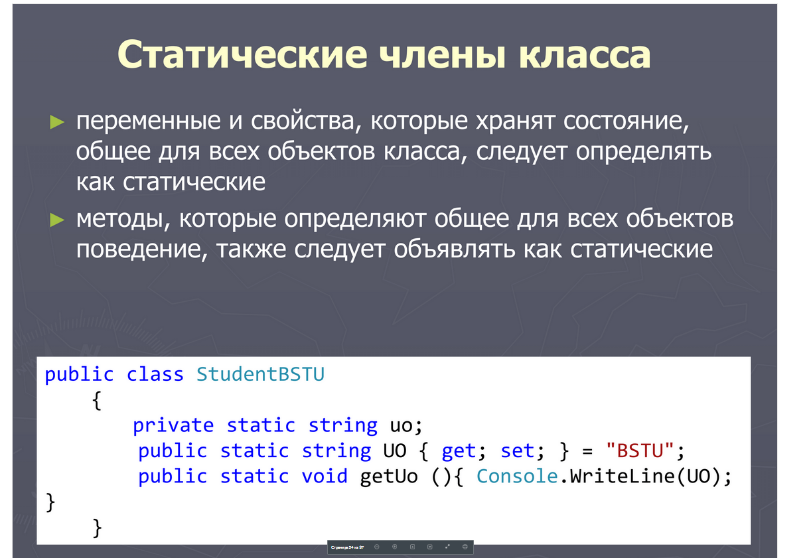 Статические члены класса
► переменные и свойства, которые хранят состояние,
общее для всех объектов класса, следует определять
как статические
► методы, которые определяют общее для всех объектов
поведение, также следует объявлять как статические
public class StudentBSTU
{
private static string uo;
public static string UO { get; set; } = "BSTU";
public static void getUo (){ Console.WriteLine(UO);
}
}